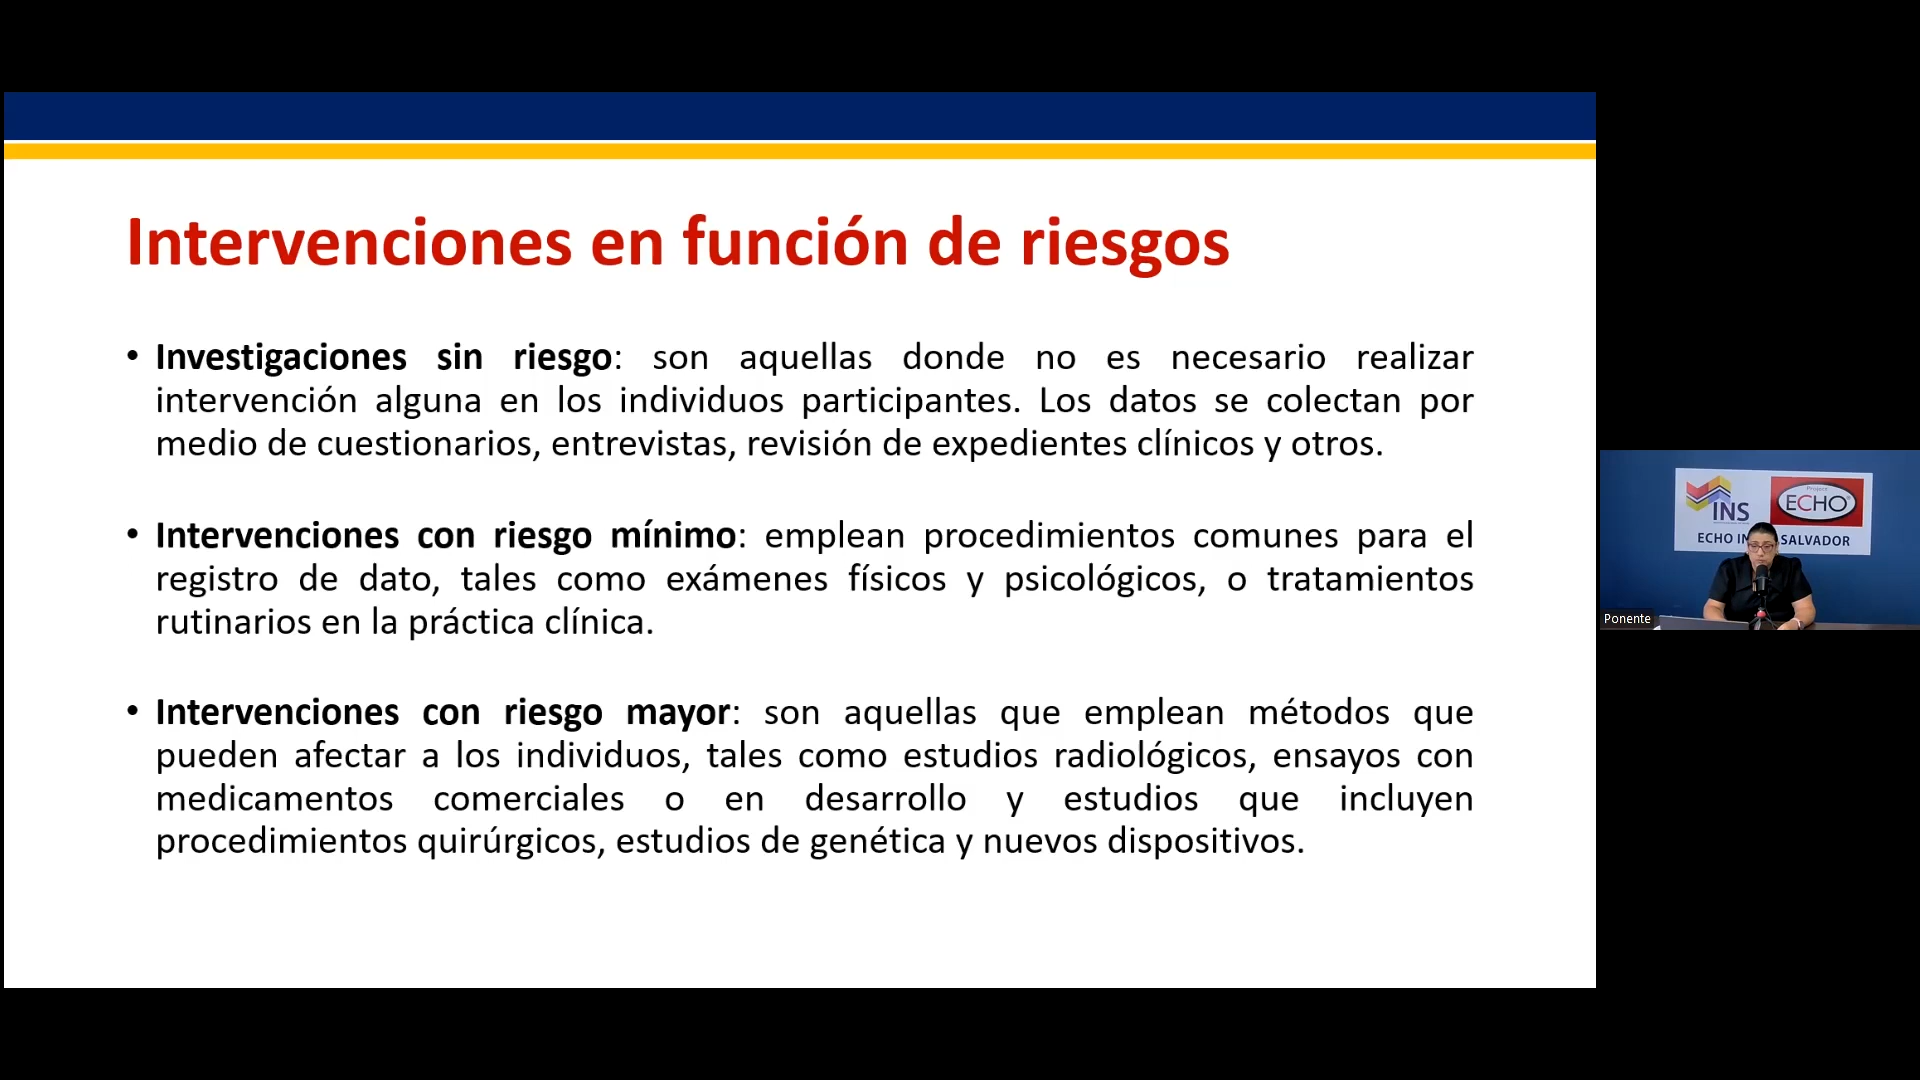 Intervenciones en función de riesgos
• Investigaciones sin riesgo: son aquellas donde no es necesario realizar
intervención alguna en los individuos participantes. Los datos se colectan por
medio de cuestionarios, entrevistas, revisión de expedientes clínicos y otros.
• Intervenciones con riesgo mínimo: emplean procedimientos comunes para el
registro de dato, tales como exámenes físicos y psicológicos, o tratamientos
rutinarios en la práctica clínica.
• Intervenciones con riesgo mayor: son aquellas que emplean métodos que
pueden afectar a los individuos, tales como estudios radiológicos, ensayos con
medicamentos comerciales o en desarrollo y estudios que incluyen
procedimientos quirúrgicos, estudios de genética y nuevos dispositivos.
INS
Project
ECHO®
ECHO IN SALVADOR
Ponente